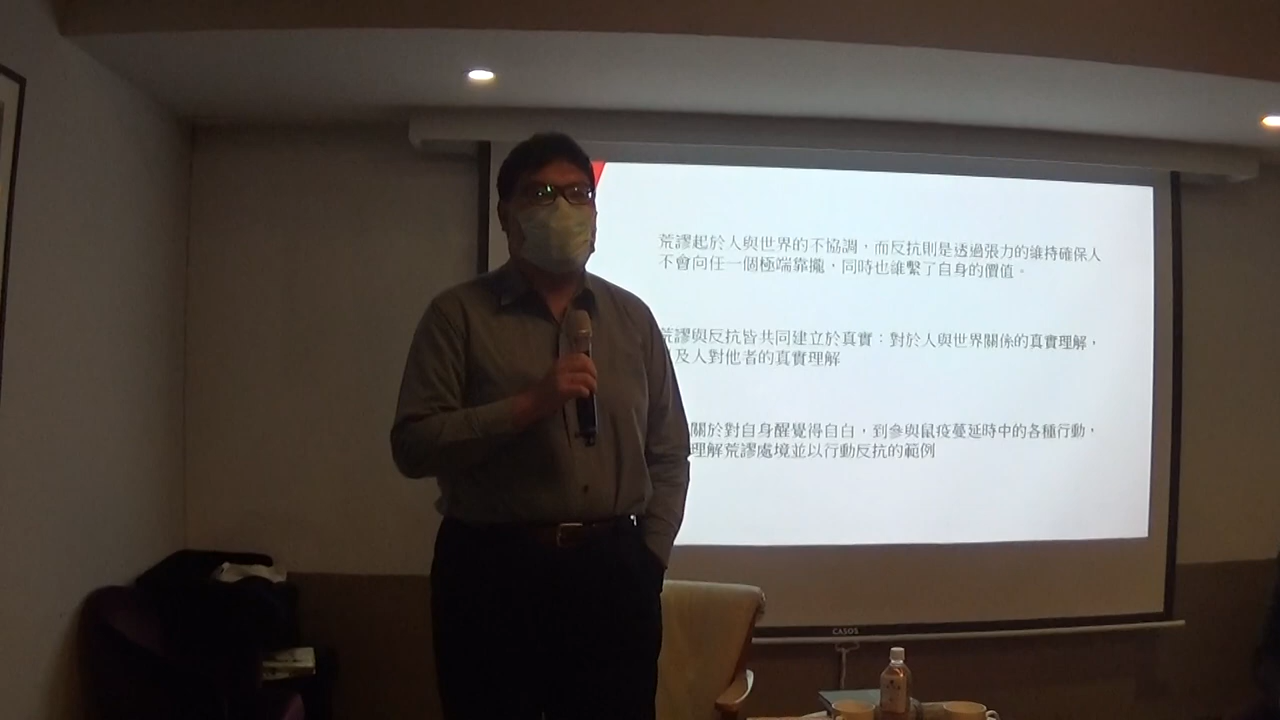 荒謬起於人與世界的不協調，而反抗則是透過張力的維持確保人
不會向任一個極端靠攏，同時也維繫了自身的價值。
荒謬與反抗皆共同建立於真實：對於人與世界關係的真實理解，
及人對他者的真實理解
關於對自身醒覺得自白，到參與鼠疫蔓延時中的各種行動，
理解荒謬處境並以行動反抗的範例
CASOS